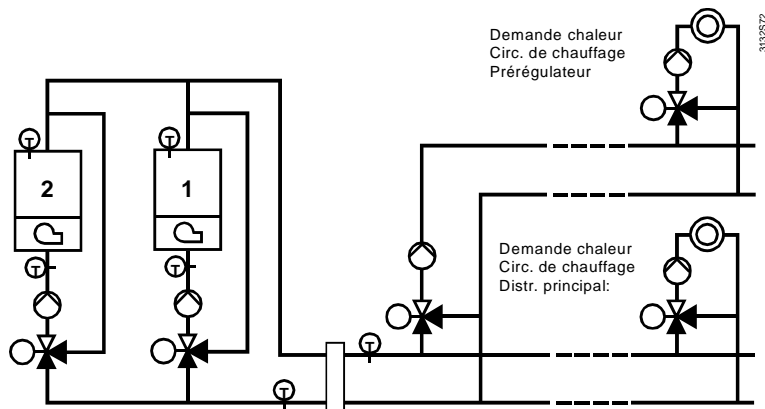 Demande chaleur
Circ. de chauffage
Prérégulateur
3132S72
T
T
2
1
T
T
Demande chaleur
Circ. de chauffage
Distr. principal:
T
T